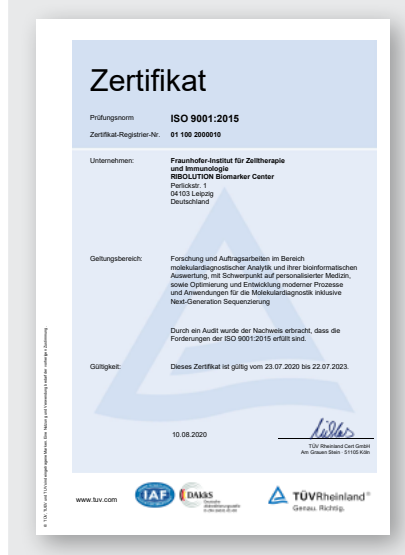 Zertifikat
Prüfungsnorm ISO 9001:2015
Zertifikat-Registrier-Nr. 01 100 2000010
Unternehmen: Fraunhofer-Institut für Zelltherapie
und Immunologie
RIBOLUTION Biomarker Center
Perlickstr. 1
04103 Leipzig
Deutschland
Geltungsbereich: Forschung und Auftragsarbeiten im Bereich
molekulardiagnostischer Analytik und ihrer bioinformatischen
Auswertung, mit Schwerpunkt auf personalisierter Medizin,
sowie Optimierung und Entwicklung moderner Prozesse
und Anwendungen für die Molekulardiagnostik inklusive
Next-Generation Sequenzierung
Durch ein Audit wurde der Nachweis erbracht, dass die
Forderungen der ISO 9001:2015 erfüllt sind.
Gültigkeit: Dieses Zertifikat ist gültig vom 23.07.2020 bis 22.07.2023.
10.08.2020
TÜV Rheinland Cert GmbH
Am Grauen Stein · 51105 Köln
www.tuv.com
IAF
DAkkS
Deutsche
Akkreditierungsstelle
TÜVRheinland®
Genau. Richtig.